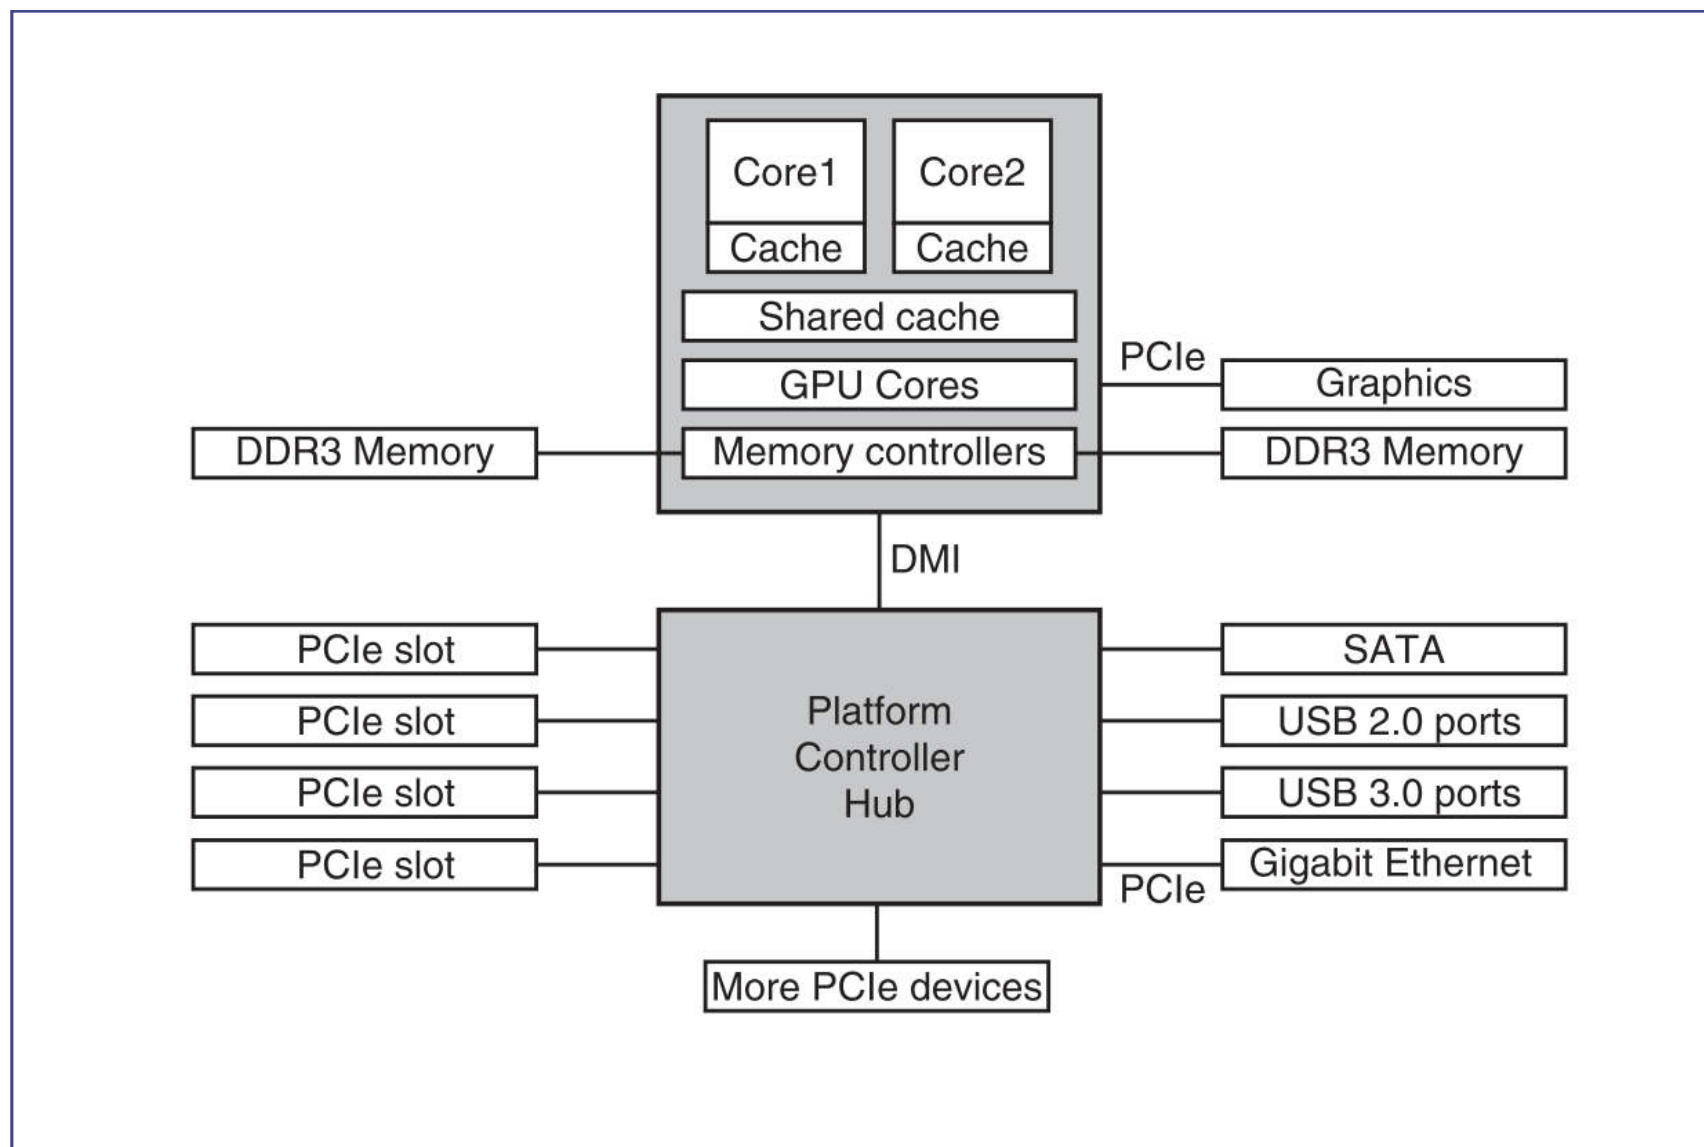 Core1
Core2
Cache
Cache
Shared cache
PCIe
GPU Cores
Graphics
DDR3 Memory
Memory controllers
DDR3 Memory
DMI
PCIe slot
SATA
PCIe slot
Platform
USB 2.0 ports
Controller
PCIe slot
Hub
USB 3.0 ports
PCIe slot
Gigabit Ethernet
PCIe
More PCIe devices